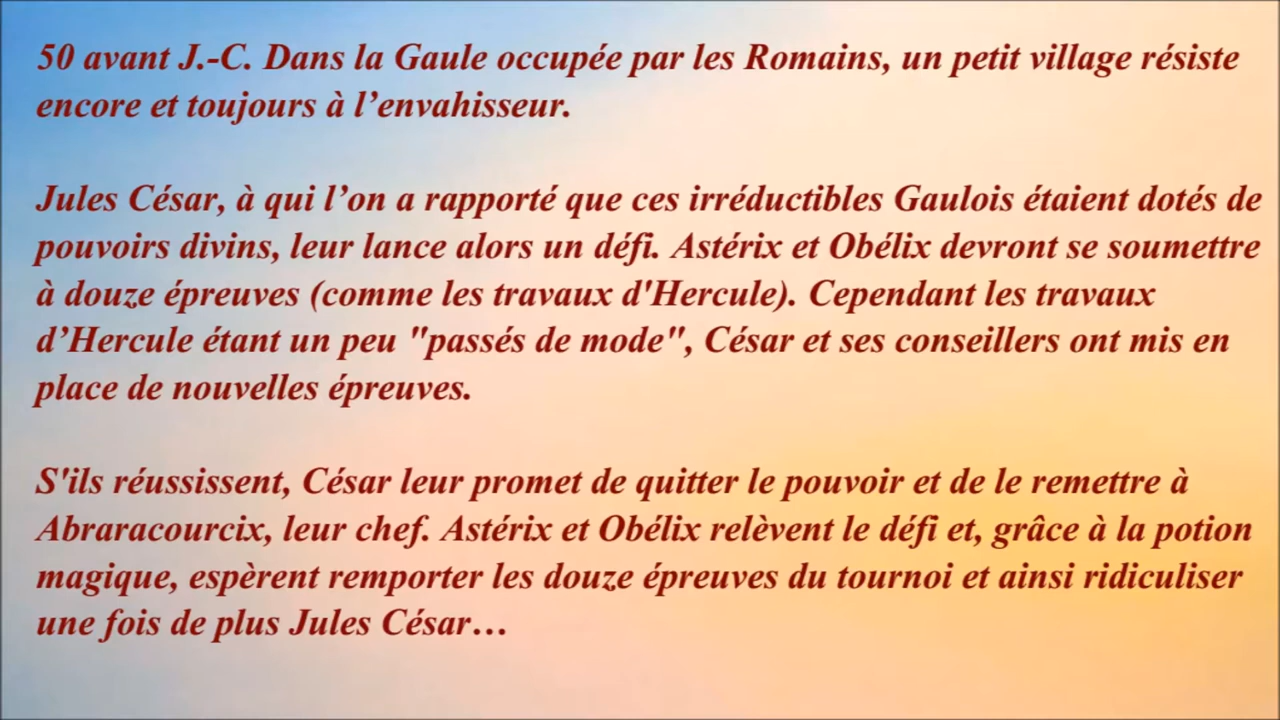 50 avant J.-C. Dans la Gaule occupée par les Romains, un petit village résiste
encore et toujours à l’envahisseur.
Jules César, à qui l’on a rapporté que ces irréductibles Gaulois étaient dotés de
pouvoirs divins, leur lance alors un défi. Astérix et Obélix devront se soumettre
à douze épreuves (comme les travaux d'Hercule). Cependant les travaux
d’Hercule étant un peu "passés de mode", César et ses conseillers ont mis en
place de nouvelles épreuves.
S'ils réussissent, César leur promet de quitter le pouvoir et de le remettre à
Abraracourcix, leur chef. Astérix et Obélix relèvent le défi et, grâce à la potion
magique, espèrent remporter les douze épreuves du tournoi et ainsi ridiculiser
une fois de plus Jules César…